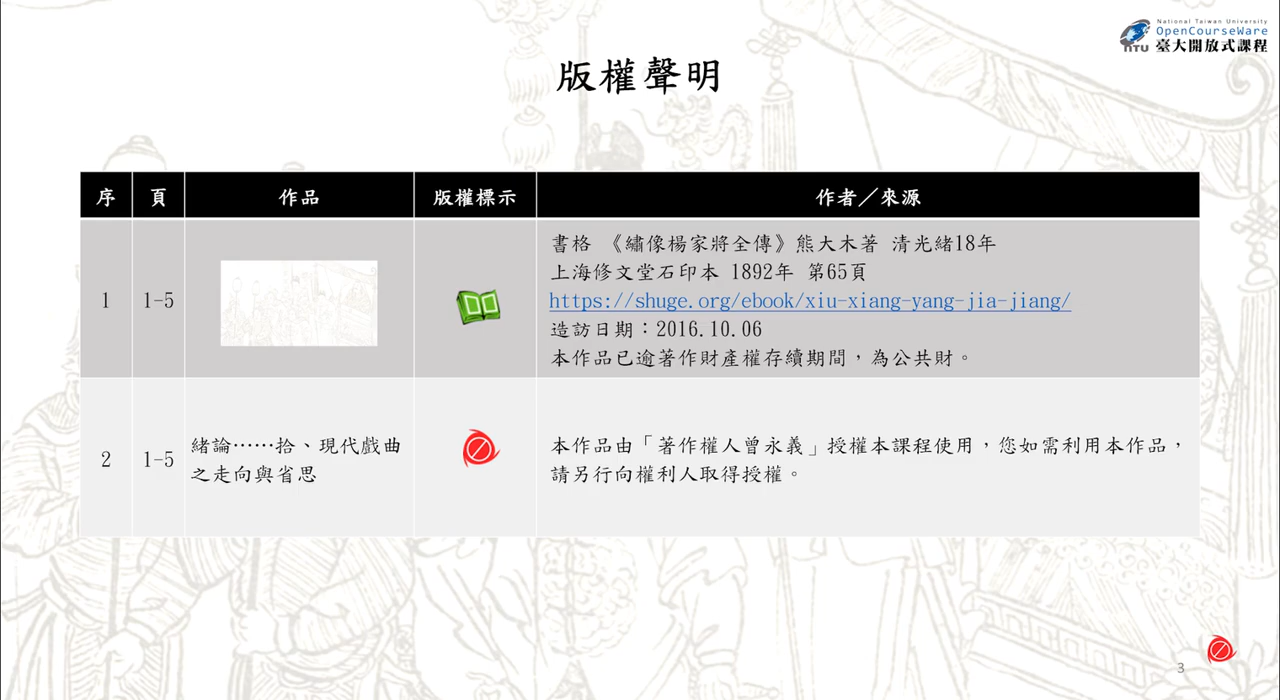 National Taiwan University
OpenCourseWare
NTU 臺大開放式課程
版權聲明
序 頁 作品 版權標示 作者／來源
1 1-5
書格 《繡像楊家將全傳》熊大木著 清光緒18年
上海修文堂石印本 1892年 第65頁
https://shuge.org/ebook/xiu-xiang-yang-jia-jiang/
造訪日期：2016.10.06
本作品已逾著作財產權存續期間，為公共財。
2 1-5
緒論……拾、現代戲曲
之走向與省思
本作品由「著作權人曾永義」授權本課程使用，您如需利用本作品，
請另行向權利人取得授權。
3